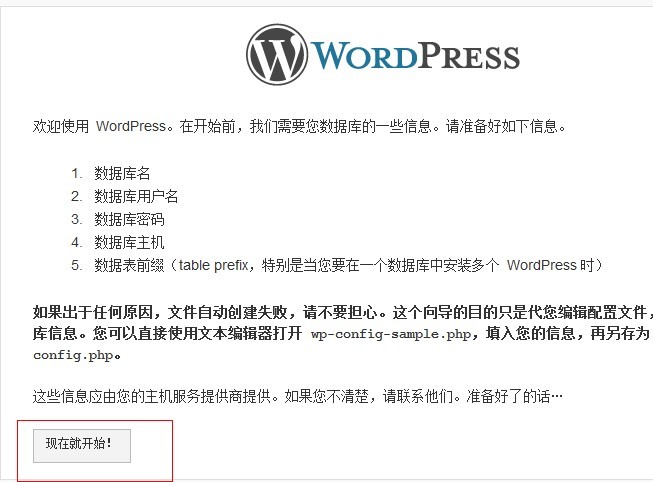 WORDPRESS
欢迎使用 WordPress。在开始前，我们需要您数据库的一些信息。请准备好如下信息。
1. 数据库名
2. 数据库用户名
3. 数据库密码
4. 数据库主机
5. 数据表前缀（table prefix，特别是当您要在一个数据库中安装多个 WordPress 时）
如果出于任何原因，文件自动创建失败，请不要担心。这个向导的目的只是代您编辑配置文件，
库信息。您可以直接使用文本编辑器打开 wp-config-sample.php，填入您的信息，再另存为
config.php。
这些信息应由您的主机服务提供商提供。如果您不清楚，请联系他们。准备好了的话…
现在就开始！